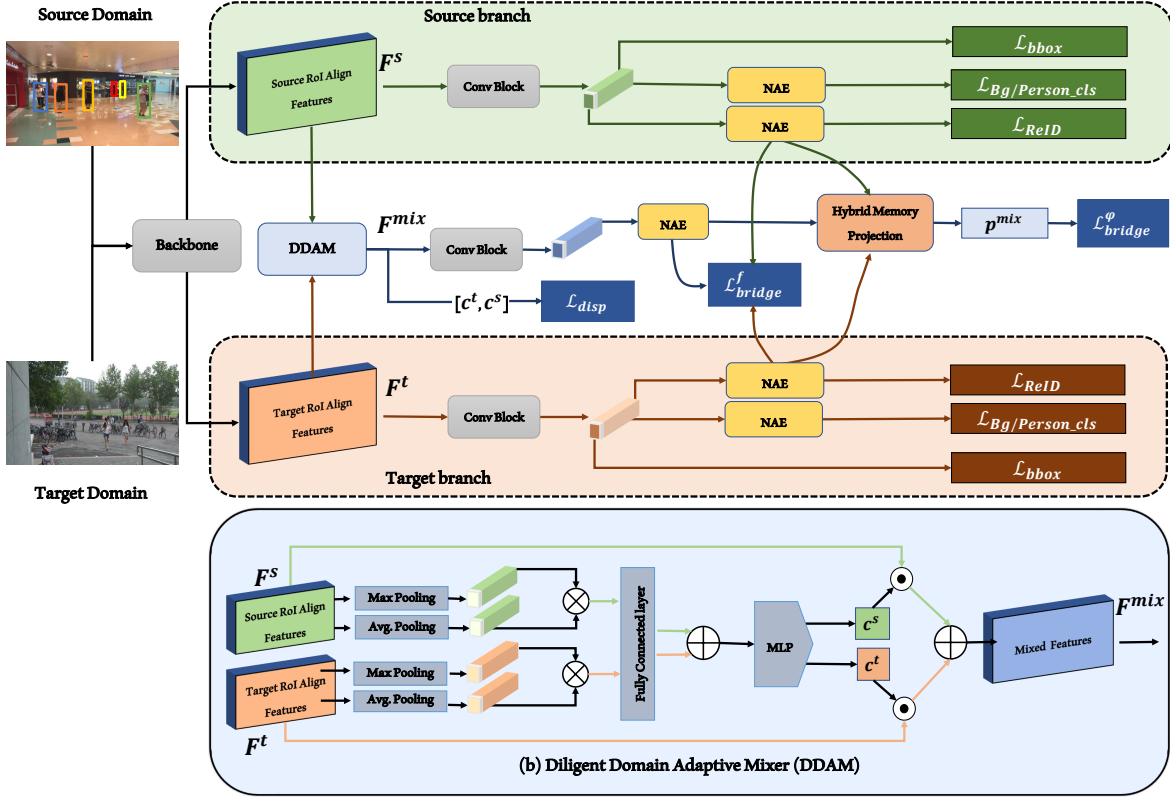 Source Domain
Source branch
Source RoI Align
Features
F^s
Conv Block
NAE
NAE
ℒ_bbox
ℒ_Bg/Person_cls
ℒ_ReID
Backbone
DDAM
F^mix
Conv Block
NAE
Hybrid Memory
Projection
p^mix
ℒ^φ_bridge
[c^t, c^s]
ℒ_disp
ℒ^f_bridge
Target RoI Align
Features
F^t
Conv Block
NAE
NAE
ℒ_ReID
ℒ_Bg/Person_cls
ℒ_bbox
Target branch
Target Domain
F^s
Source RoI Align
Features
Max Pooling
Avg. Pooling
Target RoI Align
Features
F^t
Max Pooling
Avg. Pooling
Fully Connected layer
MLP
c^s
c^t
Mixed Features
F^mix
(b) Diligent Domain Adaptive Mixer (DDAM)